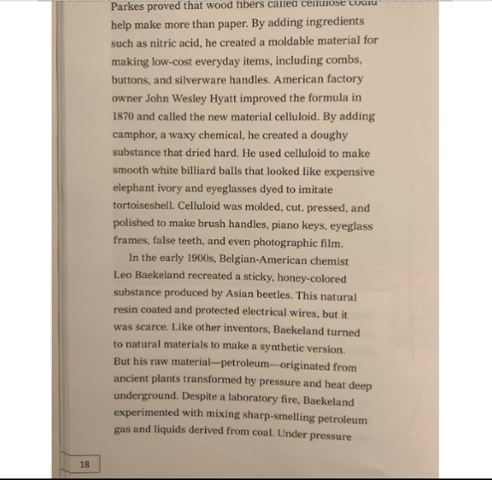 Parkes proved that wood fibers called cellulose could
help make more than paper. By adding ingredients
such as nitric acid, he created a moldable material for
making low-cost everyday items, including combs,
buttons, and silverware handles. American factory
owner John Wesley Hyatt improved the formula in
1870 and called the new material celluloid. By adding
camphor, a waxy chemical, he created a doughy
substance that dried hard. He used celluloid to make
smooth white billiard balls that looked like expensive
elephant ivory and eyeglasses dyed to imitate
tortoiseshell. Celluloid was molded, cut, pressed, and
polished to make brush handles, piano keys, eyeglass
frames, false teeth, and even photographic film.
In the early 1900s, Belgian-American chemist
Leo Baekeland recreated a sticky, honey-colored
substance produced by Asian beetles. This natural
resin coated and protected electrical wires, but it
was scarce. Like other inventors, Baekeland turned
to natural materials to make a synthetic version.
But his raw material—petroleum—originated from
ancient plants transformed by pressure and heat deep
underground. Despite a laboratory fire, Baekeland
experimented with mixing sharp-smelling petroleum
gas and liquids derived from coal. Under pressure
18